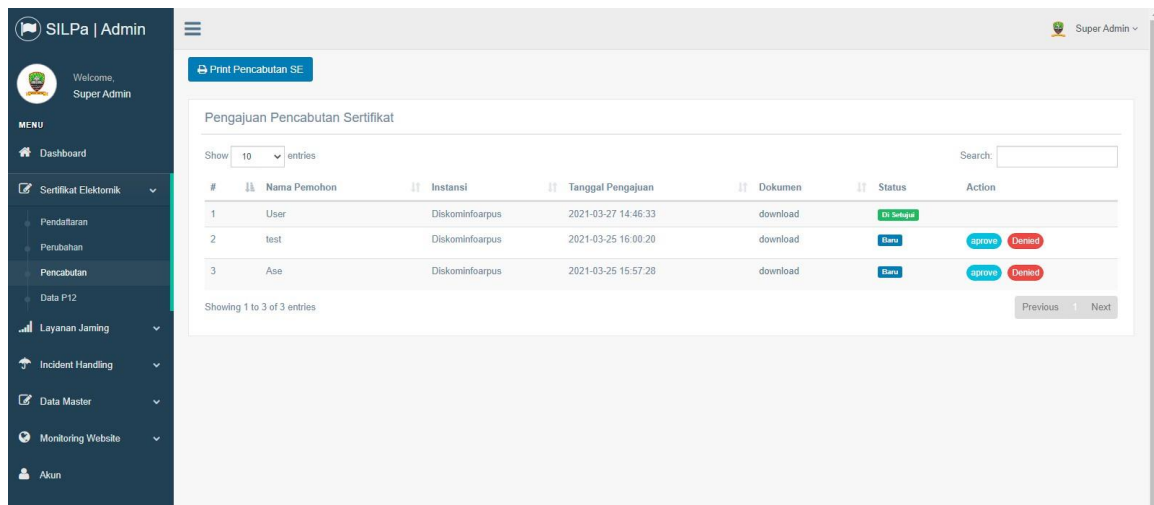 SILPa | Admin
Super Admin
Welcome,
Super Admin
MENU
Dashboard
Sertifikat Elektornik
Pendaftaran
Perubahan
Pencabutan
Data P12
Layanan Jaming
Incident Handling
Data Master
Monitoring Website
Akun
Print Pencabutan SE
Pengajuan Pencabutan Sertifikat
Show 10 entries Search:
# Nama Pemohon Instansi Tanggal Pengajuan Dokumen Status Action
1 User Diskominfoarpus 2021-03-27 14:46:33 download Di Setujui
2 test Diskominfoarpus 2021-03-25 16:00:20 download Baru aprove Denied
3 Ase Diskominfoarpus 2021-03-25 15:57:28 download Baru aprove Denied
Showing 1 to 3 of 3 entries Previous 1 Next